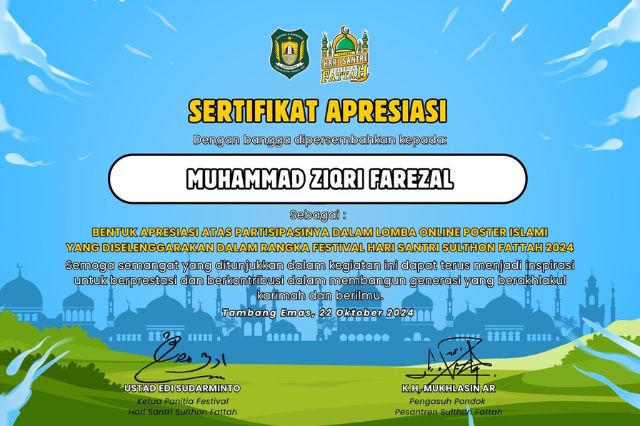 HARI SANTRI
FATTAH
SERTIFIKAT APRESIASI
Dengan bangga dipersembahkan kepada:
MUHAMMAD ZIQRI FAREZAL
Sebagai :
BENTUK APRESIASI ATAS PARTISIPASINYA DALAM LOMBA ONLINE POSTER ISLAMI
YANG DISELENGGARAKAN DALAM RANGKA FESTIVAL HARI SANTRI SULTHON FATTAH 2024
Semoga semangat yang ditunjukkan dalam kegiatan ini dapat terus menjadi inspirasi
untuk berprestasi dan berkontribusi dalam membangun generasi yang berakhlakul
karimah dan berilmu.
Tambang Emas, 22 Oktober 2024
USTAD EDI SUDARMINTO
Ketua Panitia Festival
Hari Santri Sulthon Fattah
K.H. MUKHLASIN AR
Pengasuh Pondok
Pesantren Sulthon Fattah